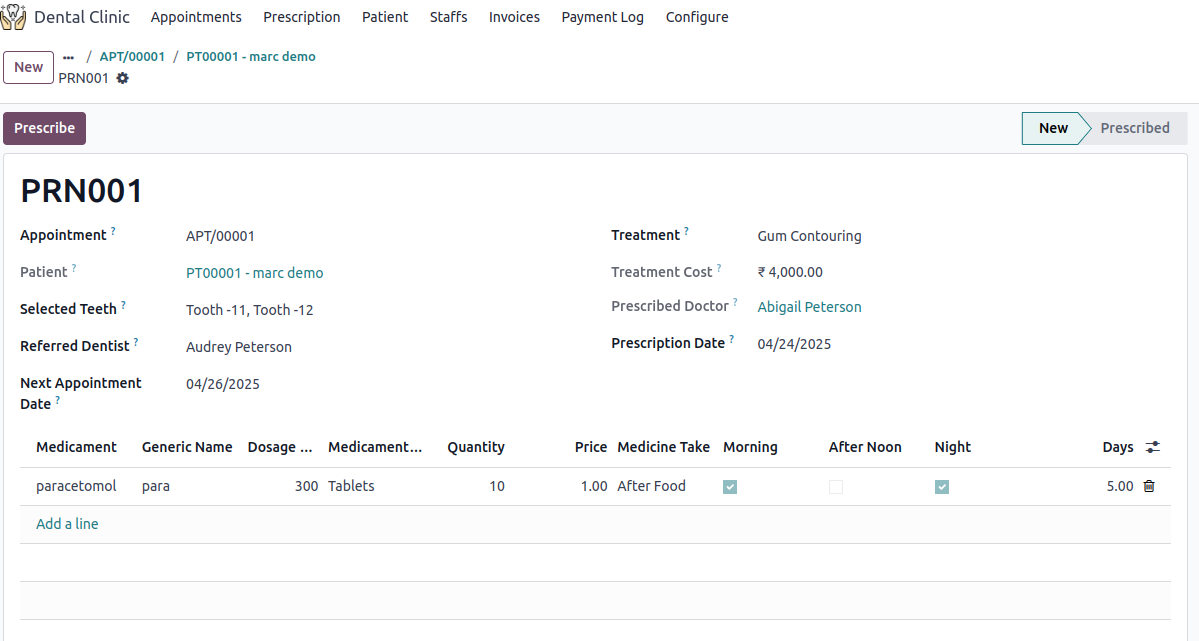 Dental Clinic Appointments Prescription Patient Staffs Invoices Payment Log Configure
New ... / APT/00001 / PT00001 - marc demo
PRN001
Prescribe New Prescribed
PRN001
Appointment ? APT/00001 Treatment ? Gum Contouring
Patient ? PT00001 - marc demo Treatment Cost ? ₹ 4,000.00
Selected Teeth ? Tooth -11, Tooth -12 Prescribed Doctor ? Abigail Peterson
Referred Dentist ? Audrey Peterson Prescription Date ? 04/24/2025
Next Appointment Date ? 04/26/2025
Medicament Generic Name Dosage ... Medicament... Quantity Price Medicine Take Morning After Noon Night Days
paracetomol para 300 Tablets 10 1.00 After Food 5.00
Add a line